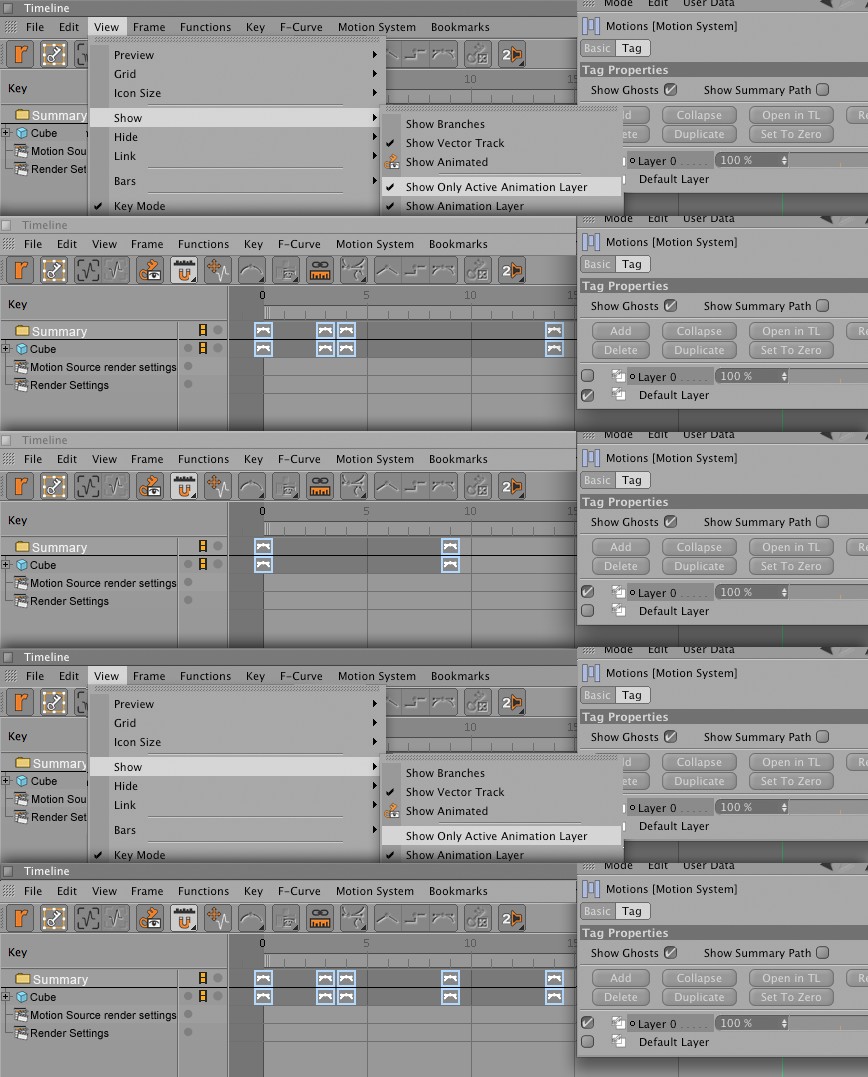 Timeline
File Edit View Frame Functions Key F-Curve Motion System Bookmarks
Preview
Grid
Icon Size
Show
Hide
Link
Bars
Key Mode
Show Branches
Show Vector Track
Show Animated
Show Only Active Animation Layer
Show Animation Layer
10
Key
Summary
Cube
Motion Sou
Render Set
Mode Edit User Data
Motions [Motion System]
Basic Tag
Tag Properties
Show Ghosts Show Summary Path
Collapse Open in TL
Duplicate Set To Zero
Layer 0 100 %
Default Layer
Timeline
File Edit View Frame Functions Key F-Curve Motion System Bookmarks
Key
0 5 10 15
Summary
Cube
Motion Source render settings
Render Settings
Mode Edit User Data
Motions [Motion System]
Basic Tag
Tag Properties
Show Ghosts Show Summary Path
Add Collapse Open in TL Re
Delete Duplicate Set To Zero
Layer 0 100 %
Default Layer
Timeline
File Edit View Frame Functions Key F-Curve Motion System Bookmarks
Key
0 5 10 15
Summary
Cube
Motion Source render settings
Render Settings
Mode Edit User Data
Motions [Motion System]
Basic Tag
Tag Properties
Show Ghosts Show Summary Path
Add Collapse Open in TL Re
Delete Duplicate Set To Zero
Layer 0 100 %
Default Layer
Timeline
File Edit View Frame Functions Key F-Curve Motion System Bookmarks
Preview
Grid
Icon Size
Show
Hide
Link
Bars
Key Mode
Show Branches
Show Vector Track
Show Animated
Show Only Active Animation Layer
Show Animation Layer
10
Key
Summary
Cube
Motion Sou
Render Set
Mode Edit User Data
Motions [Motion System]
Basic Tag
Tag Properties
Show Ghosts Show Summary Path
Collapse Open in TL
Duplicate Set To Zero
Layer 0 100 %
Default Layer
Timeline
File Edit View Frame Functions Key F-Curve Motion System Bookmarks
Key
0 5 10 15
Summary
Cube
Motion Source render settings
Render Settings
Mode Edit User Data
Motions [Motion System]
Basic Tag
Tag Properties
Show Ghosts Show Summary Path
Add Collapse Open in TL Re
Delete Duplicate Set To Zero
Layer 0 100 %
Default Layer